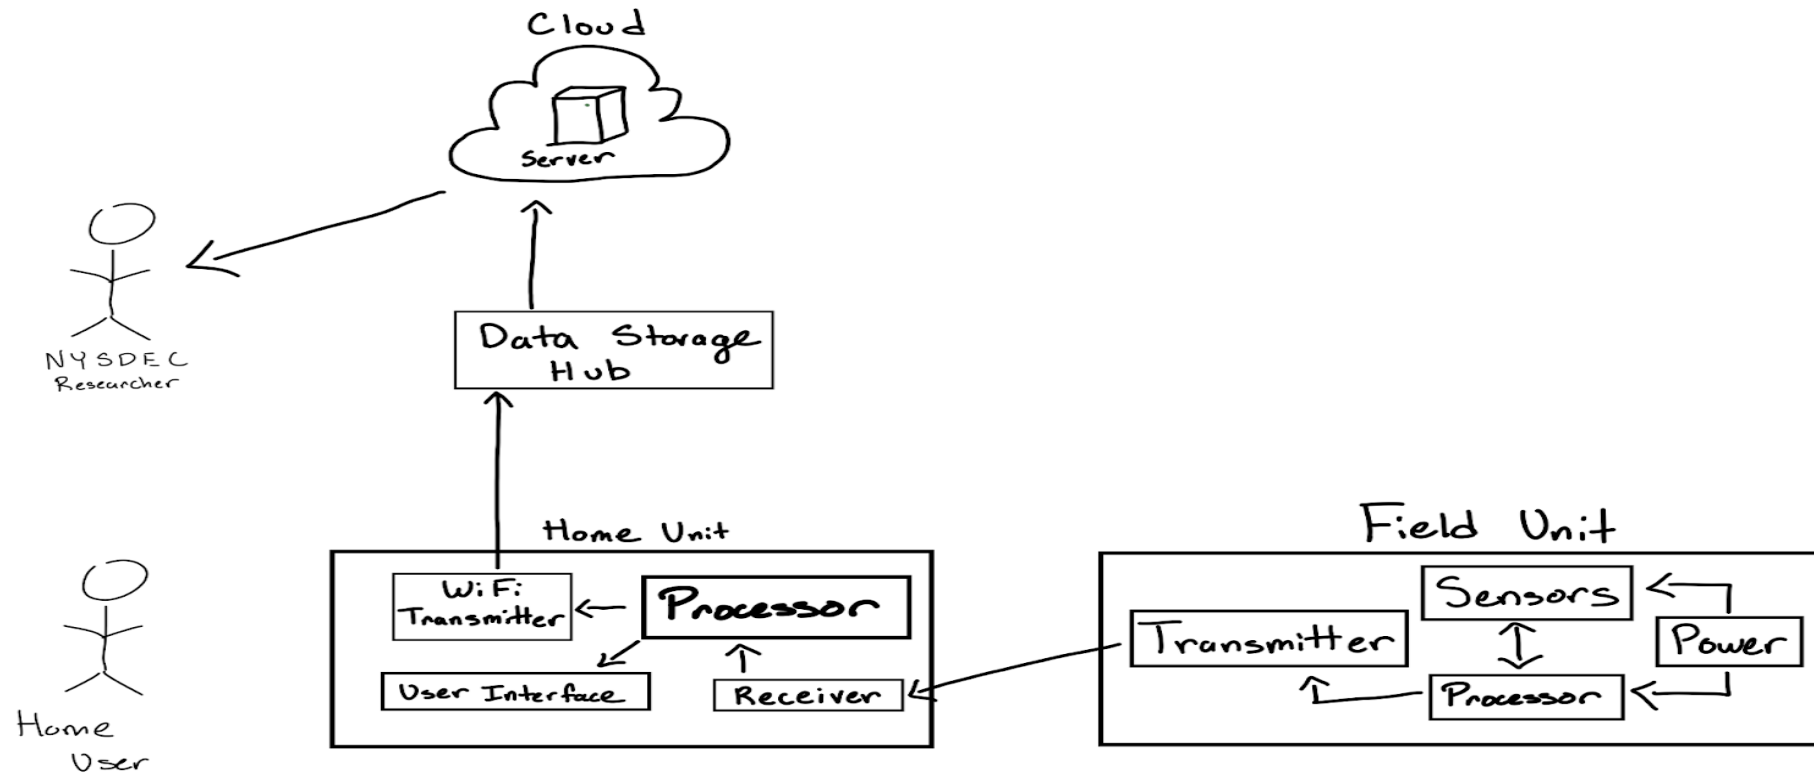 Cloud
Server
NYSDEC
Researcher
Data Storage
Hub
Home Unit
WiFi
Transmitter
Processor
User Interface
Receiver
Home
User
Field Unit
Sensors
Transmitter
Power
Processor